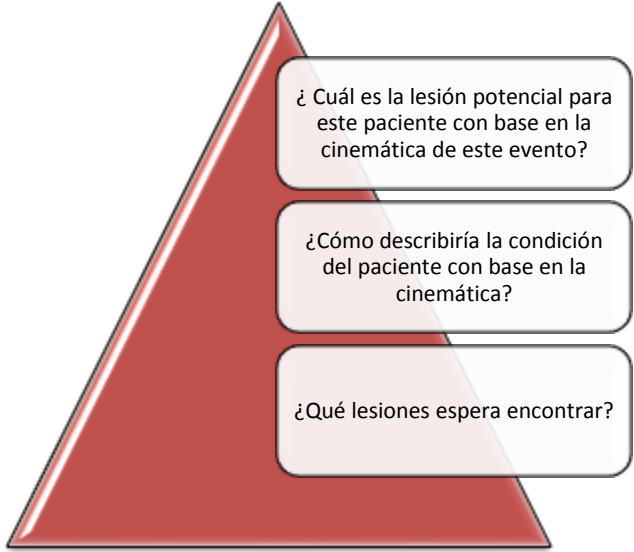 ¿ Cuál es la lesión potencial para
este paciente con base en la
cinemática de este evento?
¿Cómo describiría la condición
del paciente con base en la
cinemática?
¿Qué lesiones espera encontrar?